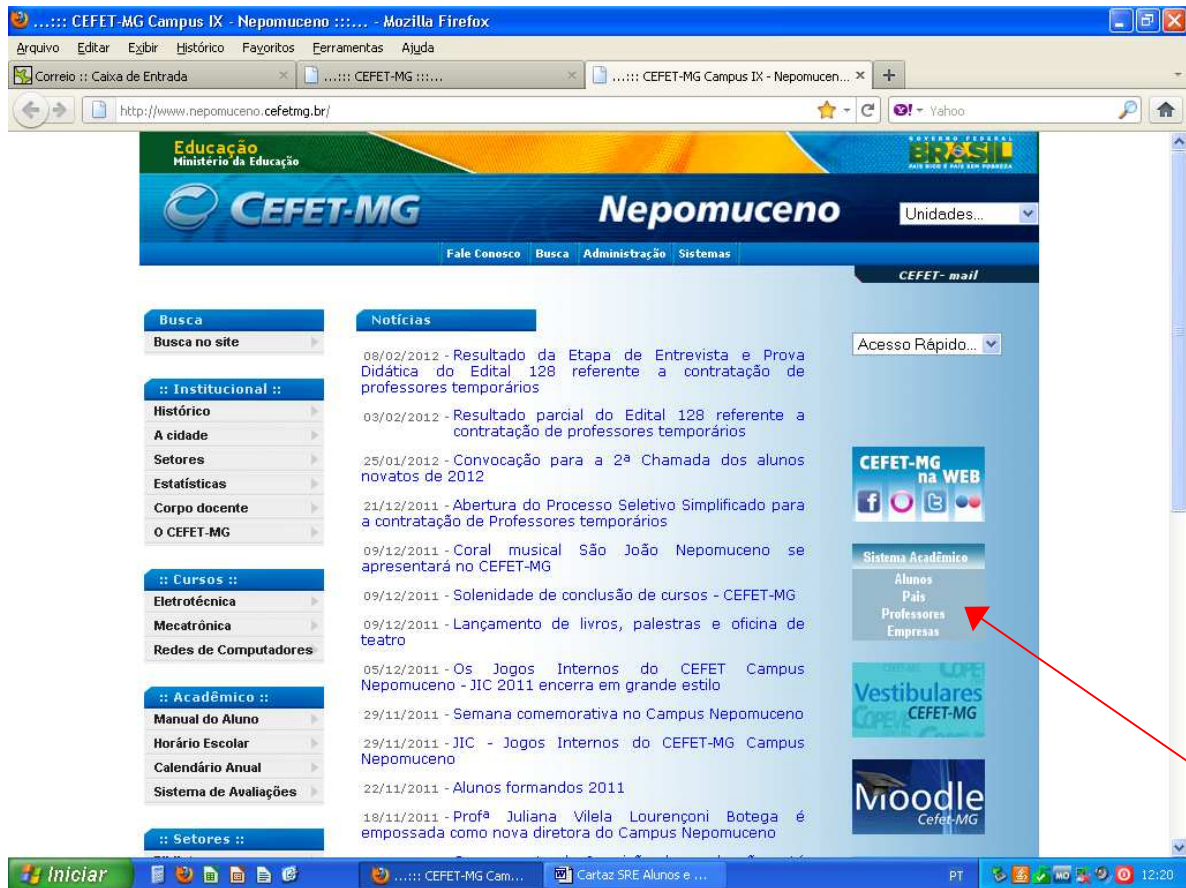 ...::: CEFET-MG Campus IX - Nepomuceno :::... - Mozilla Firefox
Arquivo Editar Exibir Histórico Favoritos Ferramentas Ajuda
Correio :: Caixa de Entrada
...::: CEFET-MG :::...
...::: CEFET-MG Campus IX - Nepomucen...
http://www.nepomuceno.cefetmg.br/
Yahoo
Educação
Ministério da Educação
GOVERNO FEDERAL
BRASIL
PAÍS RICO É PAÍS SEM POBREZA
CEFET-MG
Nepomuceno
Unidades...
Fale Conosco Busca Administração Sistemas
CEFET- mail
Busca
Busca no site
:: Institucional ::
Histórico
A cidade
Setores
Estatísticas
Corpo docente
O CEFET-MG
:: Cursos ::
Eletrotécnica
Mecatrónica
Redes de Computadores
:: Acadêmico ::
Manual do Aluno
Horário Escolar
Calendário Anual
Sistema de Avaliações
:: Setores ::
Notícias
08/02/2012 - Resultado da Etapa de Entrevista e Prova
Didática do Edital 128 referente a contratação de
professores temporários
03/02/2012 - Resultado parcial do Edital 128 referente a
contratação de professores temporários
25/01/2012 - Convocação para a 2ª Chamada dos alunos
novatos de 2012
21/12/2011 - Abertura do Processo Seletivo Simplificado para
a contratação de Professores temporários
09/12/2011 - Coral musical São João Nepomuceno se
apresentará no CEFET-MG
09/12/2011 - Solenidade de conclusão de cursos - CEFET-MG
09/12/2011 - Lançamento de livros, palestras e oficina de
teatro
05/12/2011 - Os Jogos Internos do CEFET Campus
Nepomuceno - JIC 2011 encerra em grande estilo
29/11/2011 - Semana comemorativa no Campus Nepomuceno
29/11/2011 - JIC - Jogos Internos do CEFET-MG Campus
Nepomuceno
22/11/2011 - Alunos formandos 2011
18/11/2011 - Profª Juliana Vilela Lourençoni Botega é
empossada como nova diretora do Campus Nepomuceno
Acesso Rápido...
CEFET-MG
na WEB
Sistema Acadêmico
Alunos
Pais
Professores
Empresas
Vestibulares
CEFET-MG
COPEVE
Moodle
Cefet-MG
Iniciar
...::: CEFET-MG Cam...
Cartaz SRE Alunos e ...
PT
12:20